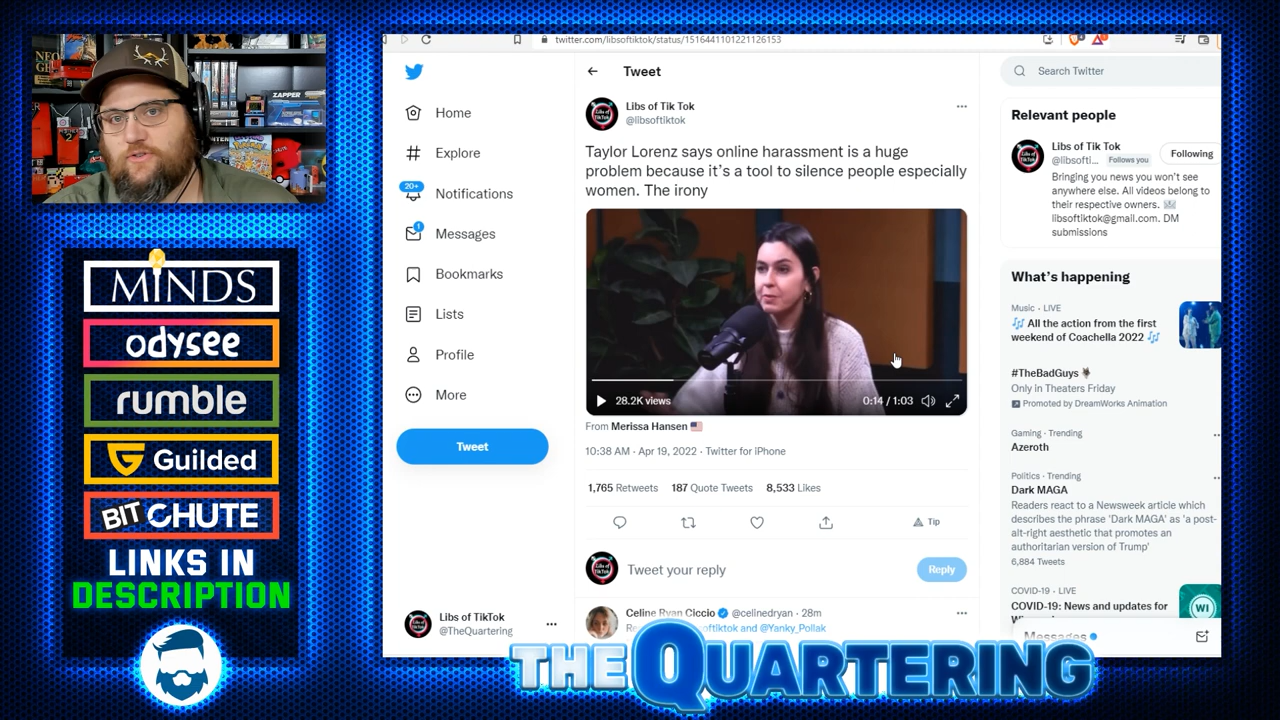 MINDS
odysee
rumble
Guilded
BITCHUTE
LINKS IN
DESCRIPTION
twitter.com/libsoftiktok/status/1516441101221126153
Home
Explore
20+
Notifications
1
Messages
Bookmarks
Lists
Profile
More
Tweet
Libs of TikTok
@TheQuartering
Tweet
Libs of Tik Tok
@libsoftiktok
Taylor Lorenz says online harassment is a huge
problem because it's a tool to silence people especially
women. The irony
28.2K views
0:14 / 1:03
From Merissa Hansen
10:38 AM · Apr 19, 2022 · Twitter for iPhone
1,765 Retweets 187 Quote Tweets 8,533 Likes
Tip
Tweet your reply
Reply
Celine Ryan Ciccio @celinedryan · 28m
and @Yanky_Pollak
Search Twitter
Relevant people
Libs of Tik Tok
@libsofti... Follows you
Following
Bringing you news you won't see
anywhere else. All videos belong to
their respective owners.
libsoftiktok@gmail.com. DM
submissions
What's happening
Music · LIVE
All the action from the first
weekend of Coachella 2022
#TheBadGuys
Only in Theaters Friday
Promoted by DreamWorks Animation
Gaming · Trending
Azeroth
Politics · Trending
Dark MAGA
Readers react to a Newsweek article which
describes the phrase 'Dark MAGA' as 'a post-
alt-right aesthetic that promotes an
authoritarian version of Trump'
6,884 Tweets
COVID-19 · LIVE
COVID-19: News and updates for
WI
Messages
THE QUARTERING